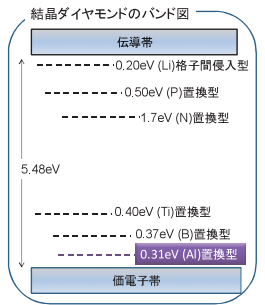 結晶ダイヤモンドのバンド図
伝導帯
0.20eV (Li)格子間侵入型
0.50eV (P)置換型
1.7eV (N)置換型
5.48eV
0.40eV (Ti)置換型
0.37eV (B)置換型
0.31eV (Al)置換型
価電子帯